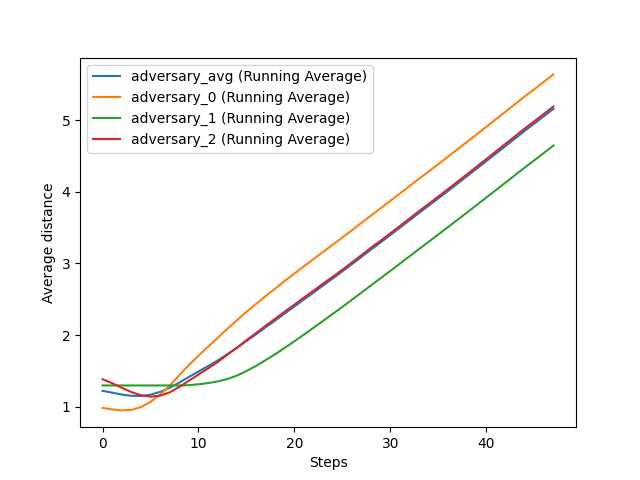 adversary_avg (Running Average)
adversary_0 (Running Average)
adversary_1 (Running Average)
adversary_2 (Running Average)
Average distance
5
4
3
2
1
0
10
20
30
40
Steps